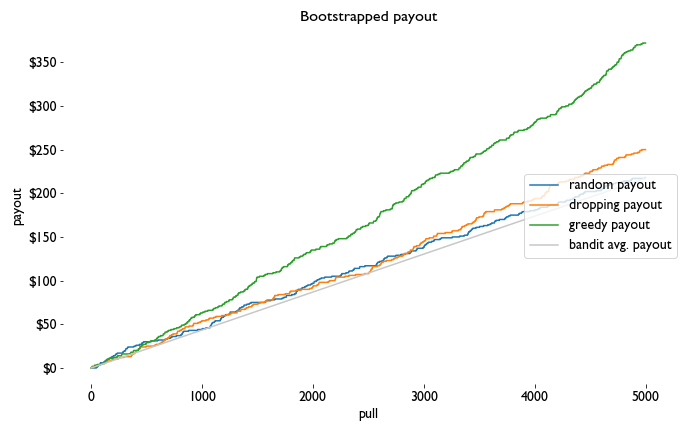 Bootstrapped payout
$350
$300
$250
$200
$150
$100
$50
$0
payout
random payout
dropping payout
greedy payout
bandit avg. payout
0 1000 2000 3000 4000 5000
pull